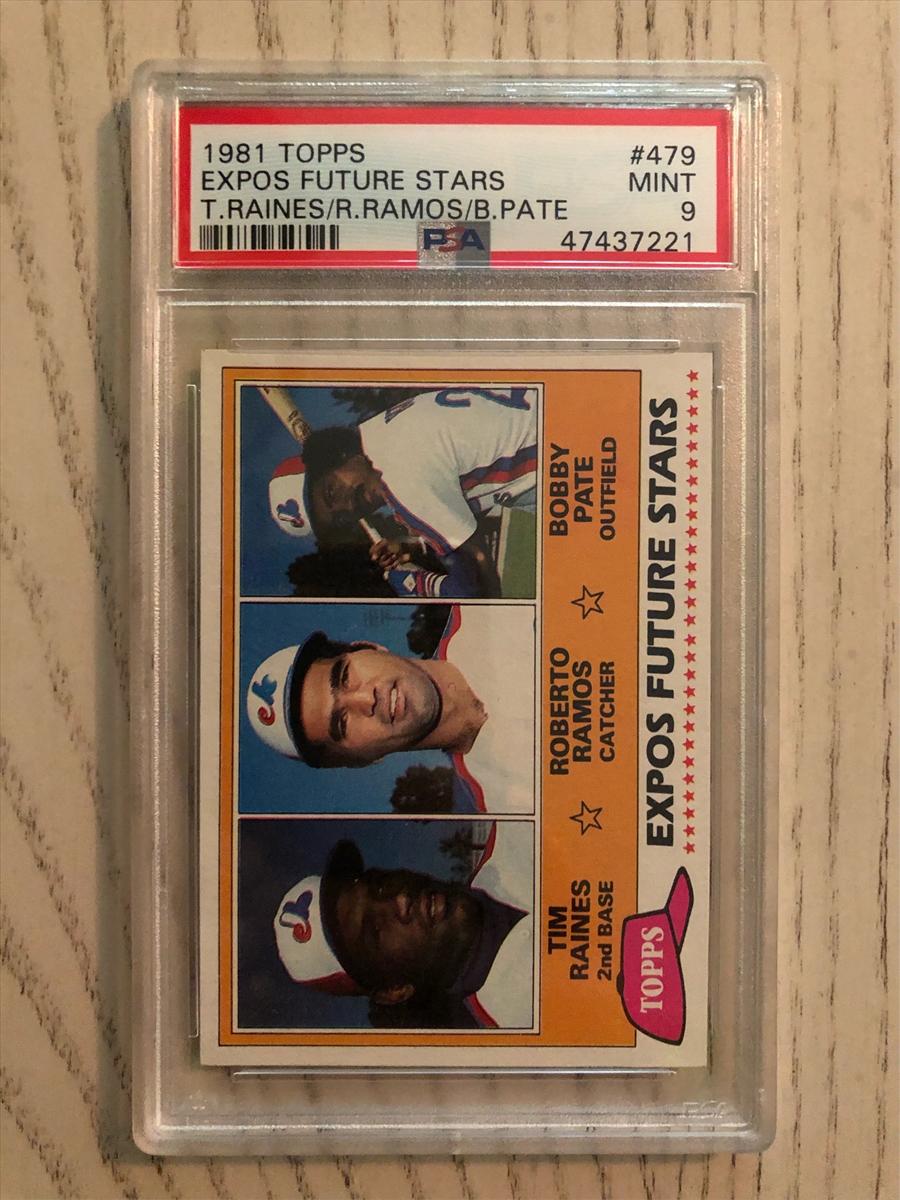 1981 TOPPS #479
EXPOS FUTURE STARS MINT
T.RAINES/R.RAMOS/B.PATE 9
PSA 47437221
TIM
RAINES
2nd BASE
ROBERTO
RAMOS
CATCHER
BOBBY
PATE
OUTFIELD
TOPPS
EXPOS FUTURE STARS